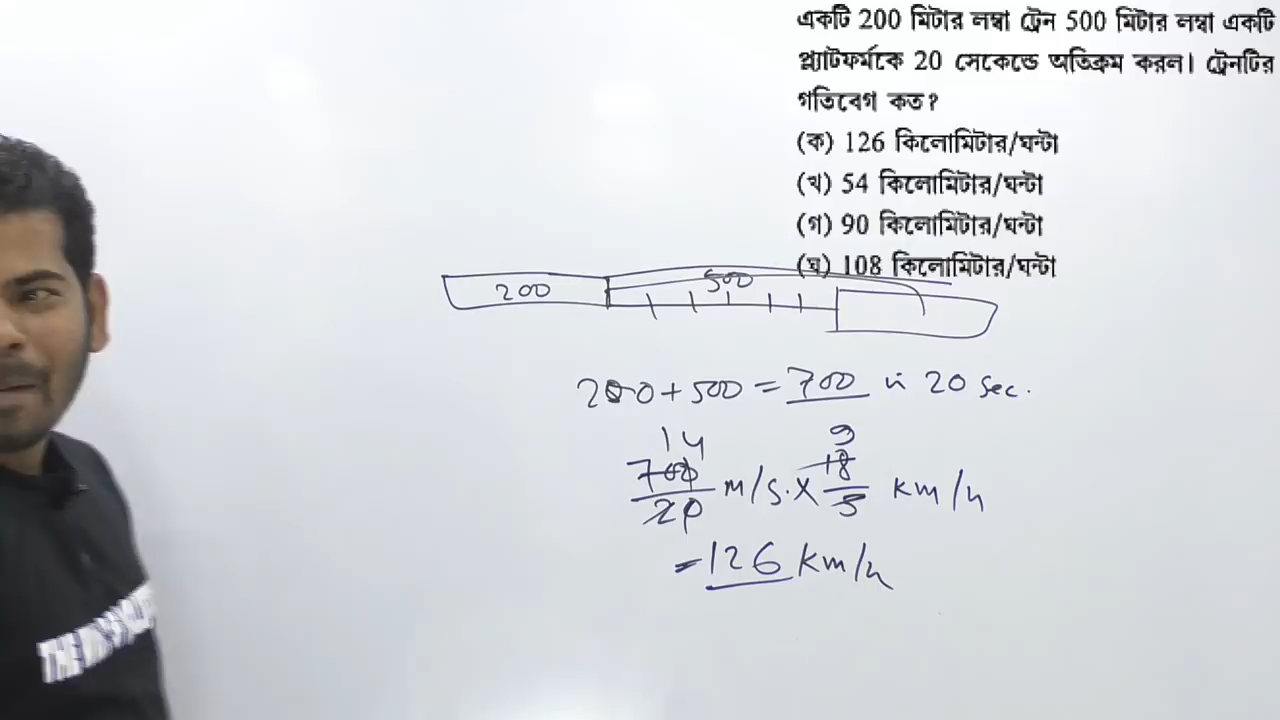 একটি 200 মিটার লম্বা ট্রেন 500 মিটার লম্বা একটি
প্ল্যাটফর্মকে 20 সেকেন্ডে অতিক্রম করল। ট্রেনটির
গতিবেগ কত?
(ক) 126 কিলোমিটার/ঘন্টা
(খ) 54 কিলোমিটার/ঘন্টা
(গ) 90 কিলোমিটার/ঘন্টা
(ঘ) 108 কিলোমিটার/ঘন্টা
200 500
200+500 = 700 in 20 sec.
14 9
700/20 m/s. x 18/5 km/h
= 126 km/h
THE